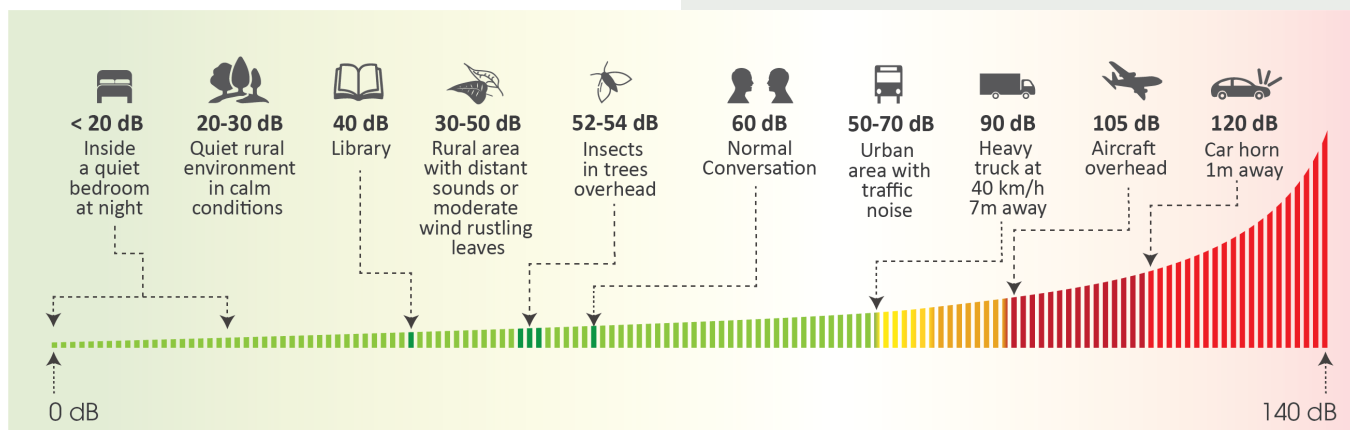 < 20 dB
Inside
a quiet
bedroom
at night
20-30 dB
Quiet rural
environment
in calm
conditions
40 dB
Library
30-50 dB
Rural area
with distant
sounds or
moderate
wind rustling
leaves
52-54 dB
Insects
in trees
overhead
60 dB
Normal
Conversation
50-70 dB
Urban
area with
traffic
noise
90 dB
Heavy
truck at
40 km/h
7m away
105 dB
Aircraft
overhead
120 dB
Car horn
1m away
0 dB
140 dB